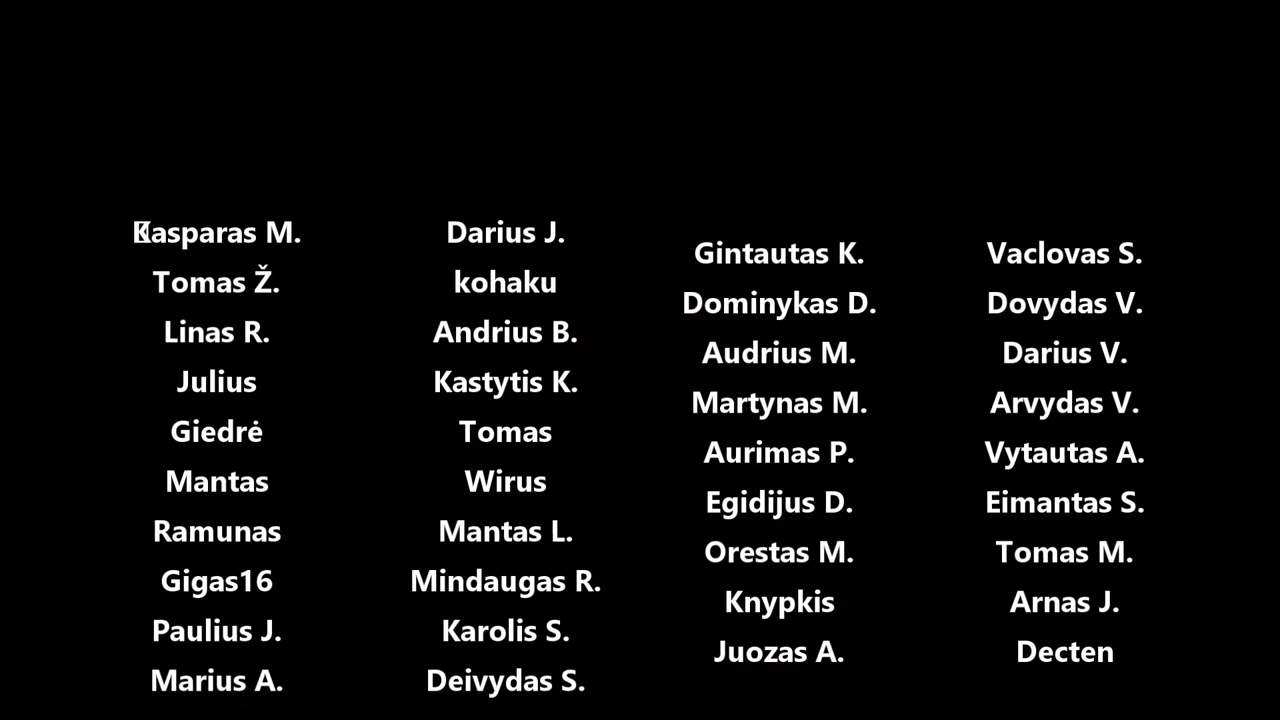 Kasparas M.
Tomas Ž.
Linas R.
Julius
Giedrė
Mantas
Ramunas
Gigas16
Paulius J.
Marius A.
Darius J.
kohaku
Andrius B.
Kastytis K.
Tomas
Wirus
Mantas L.
Mindaugas R.
Karolis S.
Deivydas S.
Gintautas K.
Dominykas D.
Audrius M.
Martynas M.
Aurimas P.
Egidijus D.
Orestas M.
Knypkis
Juozas A.
Vaclovas S.
Dovydas V.
Darius V.
Arvydas V.
Vytautas A.
Eimantas S.
Tomas M.
Arnas J.
Decten